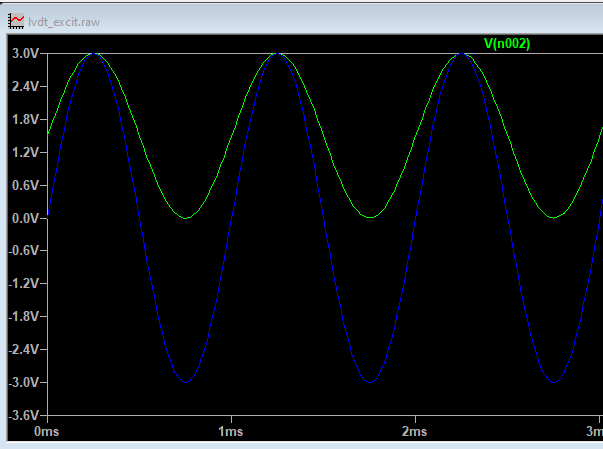 lvdt_excit.raw
V(n002)
3.0V
2.4V
1.8V
1.2V
0.6V
0.0V
-0.6V
-1.2V
-1.8V
-2.4V
-3.0V
-3.6V
0ms 1ms 2ms 3m